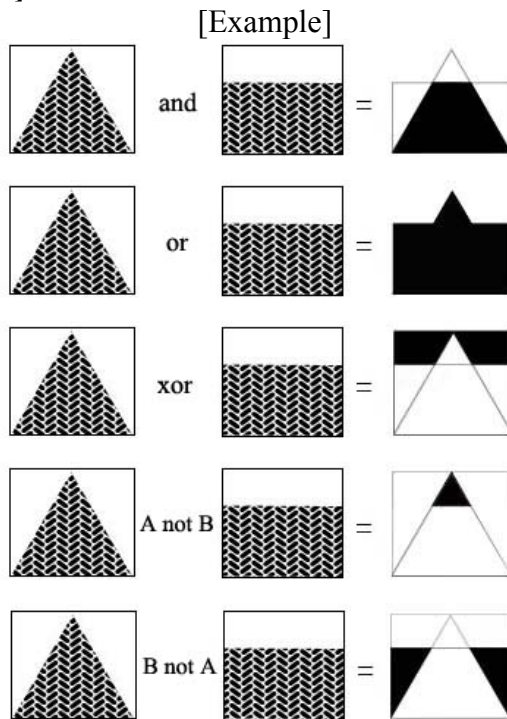 ]
[Example]
and =
or =
xor =
A not B =
B not A =